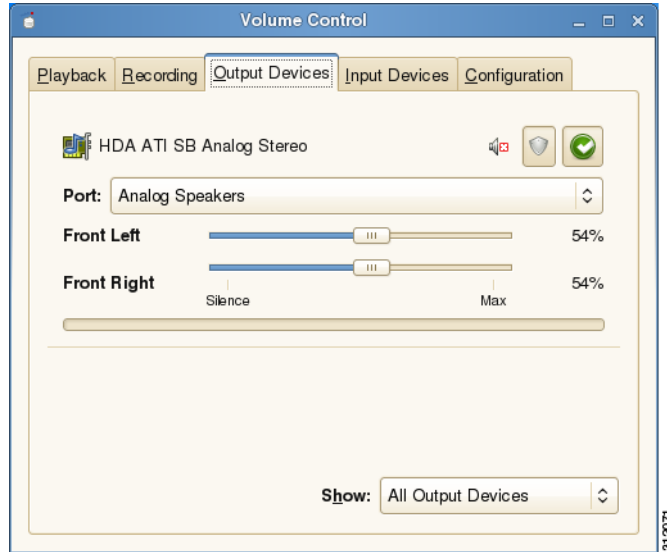 Volume Control
Playback Recording Output Devices Input Devices Configuration
HDA ATI SB Analog Stereo
Port: Analog Speakers
Front Left 54%
Front Right 54%
Silence Max
Show: All Output Devices